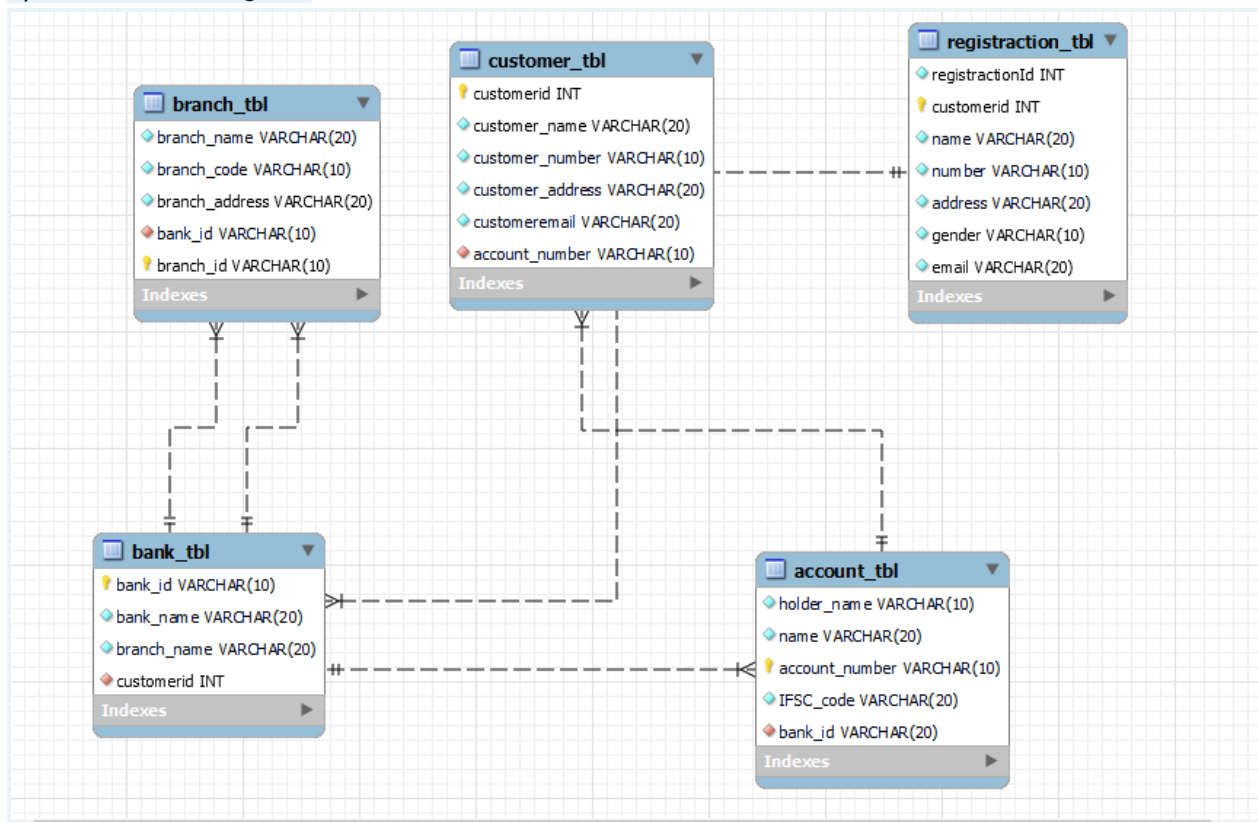 branch_tbl
branch_name VARCHAR(20)
branch_code VARCHAR(10)
branch_address VARCHAR(20)
bank_id VARCHAR(10)
branch_id VARCHAR(10)
Indexes
customer_tbl
customerid INT
customer_name VARCHAR(20)
customer_number VARCHAR(10)
customer_address VARCHAR(20)
customeremail VARCHAR(20)
account_number VARCHAR(10)
Indexes
registraction_tbl
registractionId INT
customerid INT
name VARCHAR(20)
number VARCHAR(10)
address VARCHAR(20)
gender VARCHAR(10)
email VARCHAR(20)
Indexes
bank_tbl
bank_id VARCHAR(10)
bank_name VARCHAR(20)
branch_name VARCHAR(20)
customerid INT
Indexes
account_tbl
holder_name VARCHAR(10)
name VARCHAR(20)
account_number VARCHAR(10)
IFSC_code VARCHAR(20)
bank_id VARCHAR(20)
Indexes